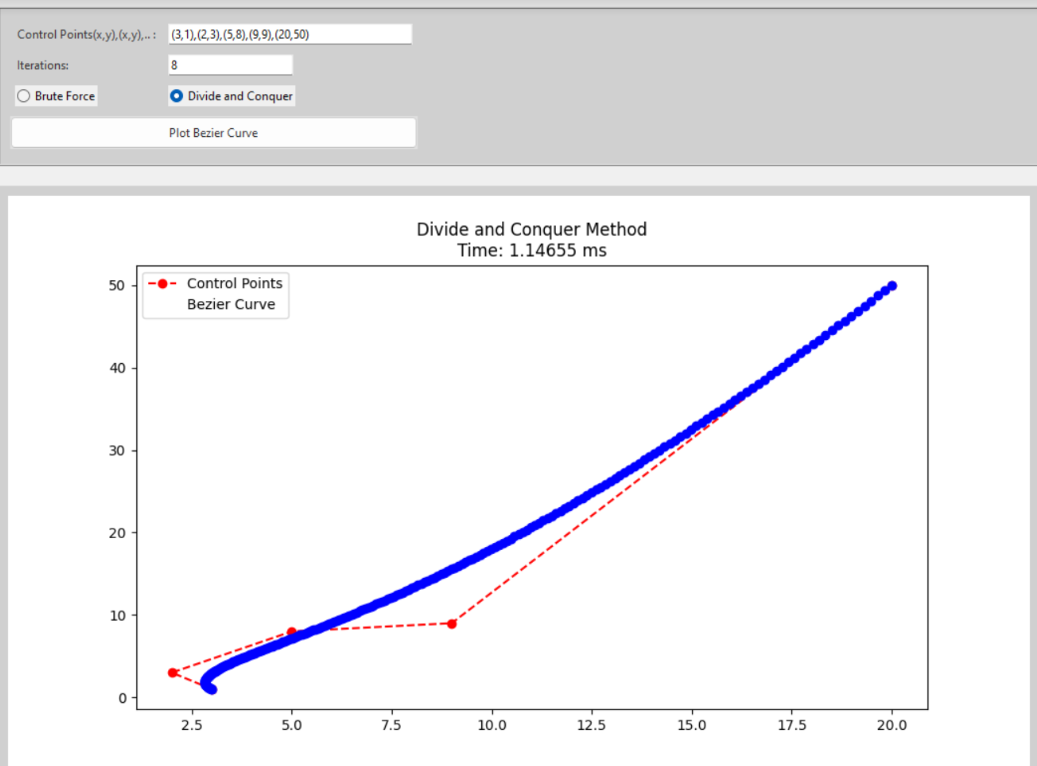 Control Points(x,y),(x,y),.. : (3,1),(2,3),(5,8),(9,9),(20,50)
Iterations: 8
Brute Force Divide and Conquer
Plot Bezier Curve
Divide and Conquer Method
Time: 1.14655 ms
Control Points
Bezier Curve
50
40
30
20
10
0
2.5 5.0 7.5 10.0 12.5 15.0 17.5 20.0